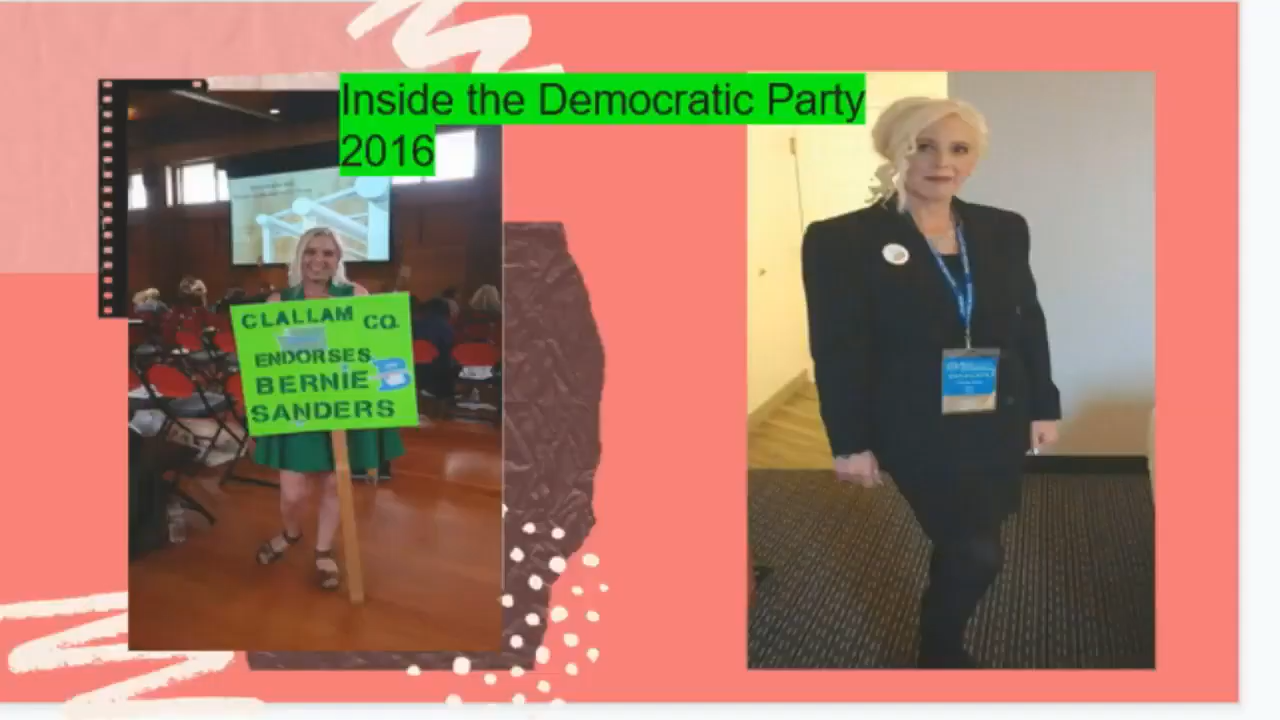 Inside the Democratic Party
2016
CLALLAM CO.
ENDORSES
BERNIE B
SANDERS